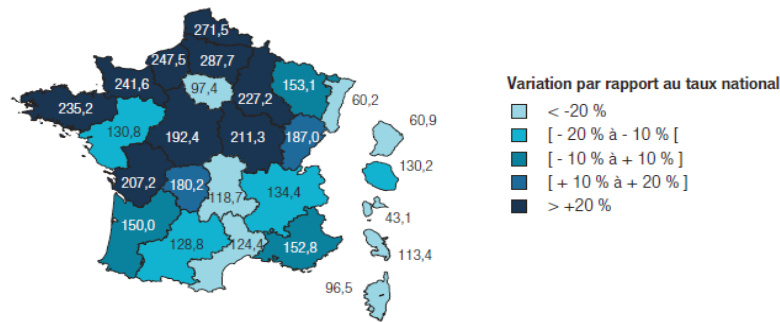 271,5
247,5 287,7
241,6
97,4
153,1
60,2
235,2
227,2
130,8
192,4 211,3 187,0
60,9
130,2
207,2
180,2
118,7
134,4
43,1
150,0
128,8 124,4 152,8
113,4
96,5
Variation par rapport au taux national
< -20 %
[ - 20 % à - 10 % [
[ - 10 % à + 10 % ]
[ + 10 % à + 20 % ]
> +20 %